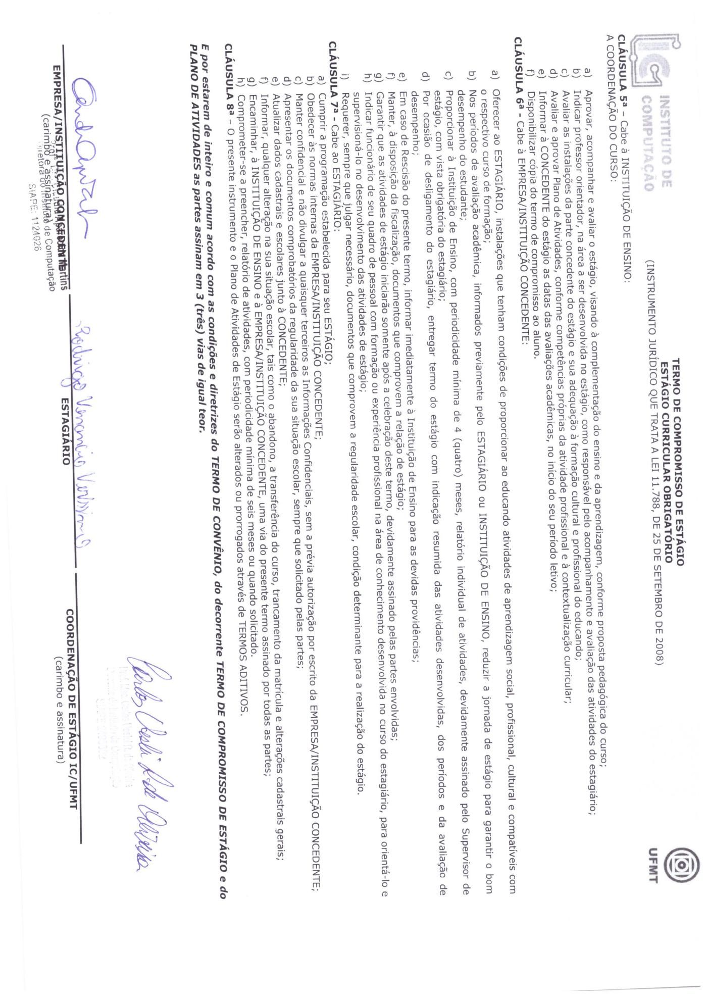 INSTITUTO DE
COMPUTAÇÃO
TERMO DE COMPROMISSO DE ESTÁGIO
ESTÁGIO CURRICULAR OBRIGATÓRIO
(INSTRUMENTO JURÍDICO QUE TRATA A LEI 11.788, DE 25 DE SETEMBRO DE 2008)
UFMT
CLÁUSULA 5ª – Cabe à INSTITUIÇÃO DE ENSINO:
A COORDENAÇÃO DO CURSO:
a) Aprovar, acompanhar e avaliar o estágio, visando à complementação do ensino e da aprendizagem, conforme proposta pedagógica do curso;
b) Indicar professor orientador, na área a ser desenvolvida no estágio, como responsável pelo acompanhamento e avaliação das atividades do estagiário;
c) Avaliar as instalações da parte concedente do estágio e sua adequação à formação cultural e profissional do educando;
d) Avaliar e aprovar Plano de Atividades, conforme competências próprias da atividade profissional e à contextualização curricular;
e) Informar à CONCEDENTE do estágio as datas das avaliações acadêmicas, no início do seu período letivo;
f) Disponibilizar cópia do termo de compromisso ao aluno.
CLÁUSULA 6ª - Cabe à EMPRESA/INSTITUIÇÃO CONCEDENTE:
a) Oferecer ao ESTAGIÁRIO, instalações que tenham condições de proporcionar ao educando atividades de aprendizagem social, profissional, cultural e compatíveis com
o respectivo curso de formação;
b) Nos períodos de avaliação acadêmica, informados previamente pelo ESTAGIÁRIO ou INSTITUIÇÃO DE ENSINO, reduzir a jornada de estágio para garantir o bom
desempenho do estudante;
c) Proporcionar à Instituição de Ensino, com periodicidade mínima de 4 (quatro) meses, relatório individual de atividades, devidamente assinado pelo Supervisor de
estágio, com vista obrigatória do estagiário;
d) Por ocasião de desligamento do estagiário, entregar termo do estágio com indicação resumida das atividades desenvolvidas, dos períodos e da avaliação de
desempenho;
e) Em caso de Rescisão do presente termo, informar imediatamente à Instituição de Ensino para as devidas providências;
f) Manter, à disposição da fiscalização, documentos que comprovem a relação de estágio;
g) Garantir que as atividades de estágio iniciarão somente após a celebração deste termo, devidamente assinado pelas partes envolvidas;
h) Indicar funcionário de seu quadro de pessoal com formação ou experiência profissional na área de conhecimento desenvolvida no curso do estagiário, para orientá-lo e
supervisioná-lo no desenvolvimento das atividades de estágio;
i) Requerer, sempre que julgar necessário, documentos que comprovem a regularidade escolar, condição determinante para a realização do estágio.
CLÁUSULA 7ª - Cabe ao ESTAGIÁRIO:
a) Cumprir a programação estabelecida para seu ESTÁGIO;
b) Obedecer às normas internas da EMPRESA/INSTITUIÇÃO CONCEDENTE;
c) Manter confidencial e não divulgar a quaisquer terceiros as Informações Confidenciais, sem a prévia autorização por escrito da EMPRESA/INSTITUIÇÃO CONCEDENTE;
d) Apresentar os documentos comprobatórios da regularidade da sua situação escolar, sempre que solicitado pelas partes;
e) Atualizar dados cadastrais e escolares junto à CONCEDENTE;
f) Informar, qualquer alteração na sua situação escolar, tais como o abandono, a transferência do curso, trancamento da matrícula e alterações cadastrais gerais;
g) Encaminhar, à INSTITUIÇÃO DE ENSINO e à EMPRESA/INSTITUIÇÃO CONCEDENTE, uma via do presente termo assinado por todas as partes;
h) Comprometer-se a preencher, relatório de atividades, com periodicidade mínima de seis meses ou quando solicitado.
CLÁUSULA 8ª – O presente instrumento e o Plano de Atividades de Estágio serão alterados ou prorrogados através de TERMOS ADITIVOS.
E por estarem de inteiro e comum acordo com as condições e diretrizes do TERMO DE CONVÊNIO, do decorrente TERMO DE COMPROMISSO DE ESTÁGIO e do
PLANO DE ATIVIDADES as partes assinam em 3 (três) vias de igual teor.
Rodrigo Venancio Veríssimo
EMPRESA/INSTITUIÇÃO CONCEDENTE
Martins
(carimbo e assinatura)
Instituto de Computação
SIAPE: 1124026
ESTAGIÁRIO
COORDENAÇÃO DE ESTÁGIO IC/UFMT
(carimbo e assinatura)